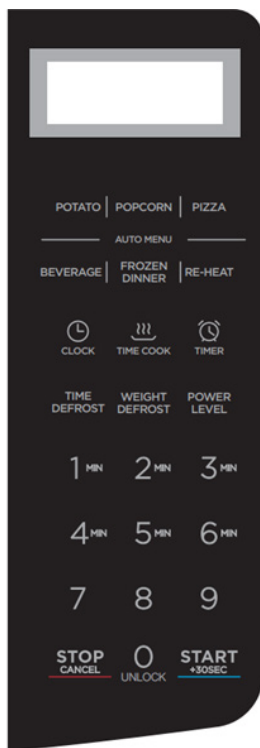 POTATO POPCORN PIZZA
AUTO MENU
BEVERAGE FROZEN DINNER RE-HEAT
CLOCK TIME COOK TIMER
TIME DEFROST WEIGHT DEFROST POWER LEVEL
1 MIN 2 MIN 3 MIN
4 MIN 5 MIN 6 MIN
7 8 9
STOP CANCEL 0 UNLOCK START +30SEC